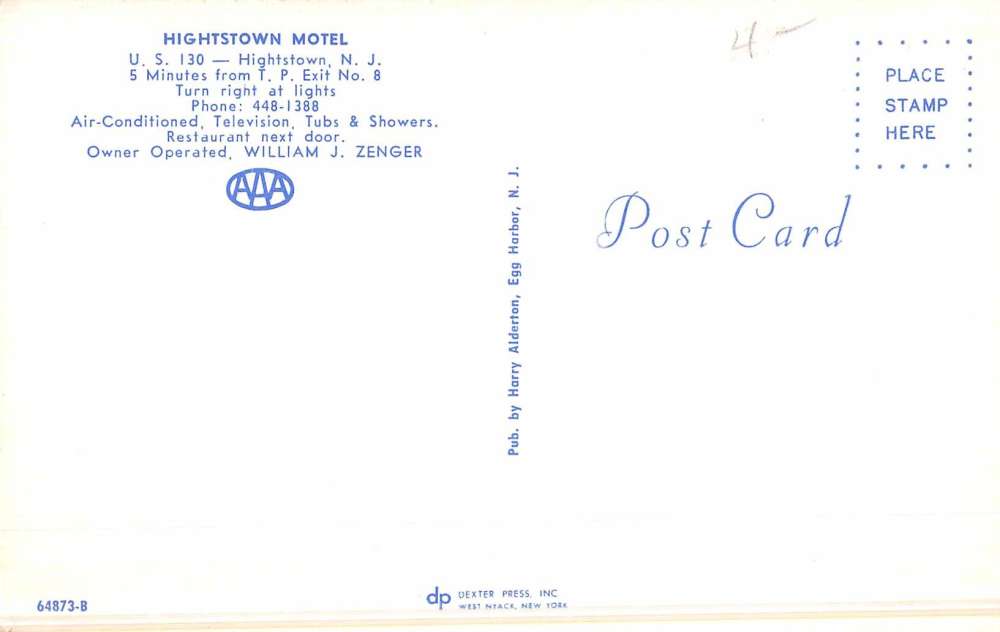 HIGHTSTOWN MOTEL
U. S. 130 — Hightstown, N. J.
5 Minutes from T. P. Exit No. 8
Turn right at lights
Phone: 448-1388
Air-Conditioned, Television, Tubs & Showers.
Restaurant next door.
Owner Operated, WILLIAM J. ZENGER
AAA
4 –
PLACE
STAMP
HERE
Post Card
Pub. by Harry Alderton, Egg Harbor, N. J.
64873-B
dp DEXTER PRESS, INC
WEST NYACK, NEW YORK